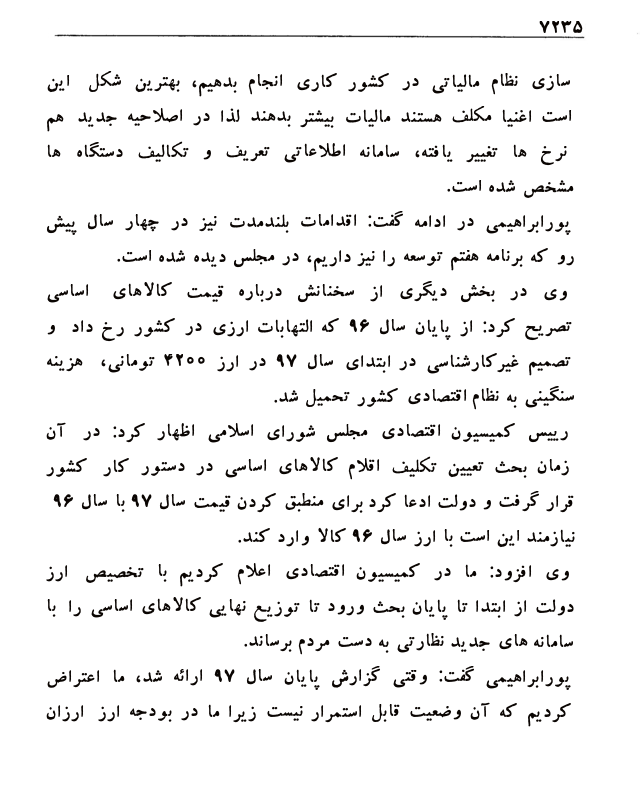 ۷۲۳۵
سازی نظام مالیاتی در کشور کاری انجام بدهیم، بهترین شکل این
است اغنیا مکلف هستند مالیات بیشتر بدهند لذا در اصلاحیه جدید هم
نرخ ها تغییر یافته، سامانه اطلاعاتی تعریف و تکالیف دستگاه ها
مشخص شده است.
پورابراهیمی در ادامه گفت: اقدامات بلندمدت نیز در چهار سال پیش
رو که برنامه هفتم توسعه را نیز داریم، در مجلس دیده شده است.
وی در بخش دیگری از سخنانش درباره قیمت کالاهای اساسی
تصریح کرد: از پایان سال ۹۶ که التهابات ارزی در کشور رخ داد و
تصمیم غیرکارشناسی در ابتدای سال ۹۷ در ارز ۴۲۰۰ تومانی، هزینه
سنگینی به نظام اقتصادی کشور تحمیل شد.
رییس کمیسیون اقتصادی مجلس شورای اسلامی اظهار کرد: در آن
زمان بحث تعیین تکلیف اقلام کالاهای اساسی در دستور کار کشور
قرار گرفت و دولت ادعا کرد برای منطبق کردن قیمت سال ۹۷ با سال ۹۶
نیازمند این است با ارز سال ۹۶ کالا وارد کند.
وی افزود: ما در کمیسیون اقتصادی اعلام کردیم با تخصیص ارز
دولت از ابتدا تا پایان بحث ورود تا توزیع نهایی کالاهای اساسی را با
سامانه های جدید نظارتی به دست مردم برساند.
پورابراهیمی گفت: وقتی گزارش پایان سال ۹۷ ارائه شد، ما اعتراض
کردیم که آن وضعیت قابل استمرار نیست زیرا ما در بودجه ارز ارزان